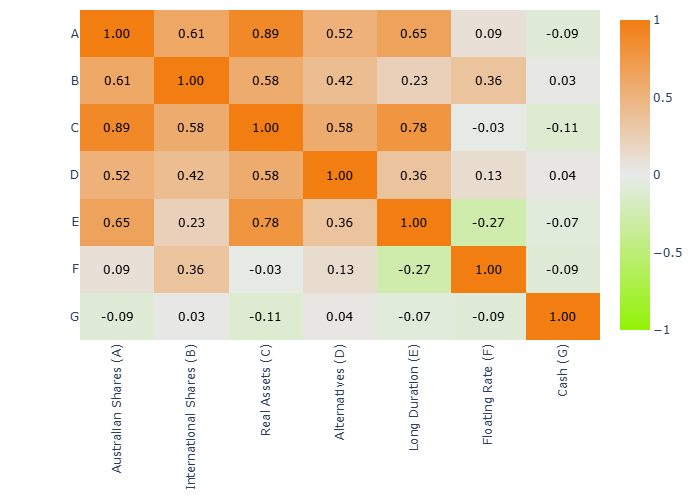 A 1.00 0.61 0.89 0.52 0.65 0.09 -0.09
B 0.61 1.00 0.58 0.42 0.23 0.36 0.03
C 0.89 0.58 1.00 0.58 0.78 -0.03 -0.11
D 0.52 0.42 0.58 1.00 0.36 0.13 0.04
E 0.65 0.23 0.78 0.36 1.00 -0.27 -0.07
F 0.09 0.36 -0.03 0.13 -0.27 1.00 -0.09
G -0.09 0.03 -0.11 0.04 -0.07 -0.09 1.00
Australian Shares (A)
International Shares (B)
Real Assets (C)
Alternatives (D)
Long Duration (E)
Floating Rate (F)
Cash (G)
1
0.5
0
−0.5
−1